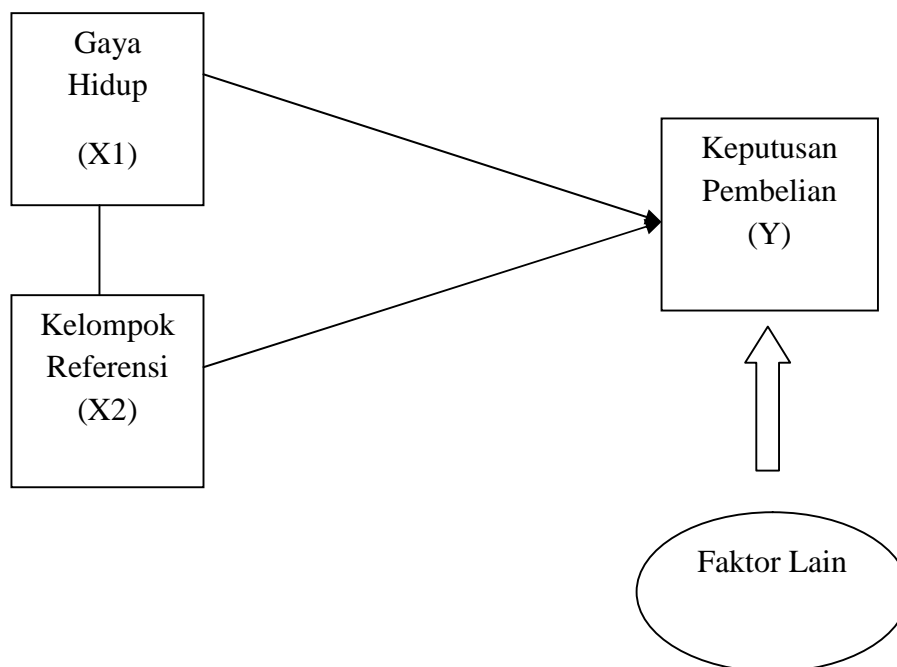 Gaya
Hidup
(X1)
Kelompok
Referensi
(X2)
Keputusan
Pembelian
(Y)
Faktor Lain